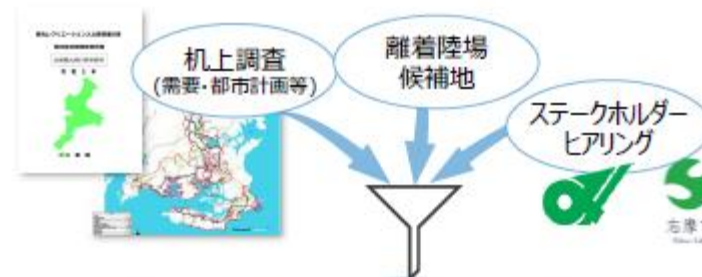 机上調査
(需要・都市計画等)
離着陸場
候補地
ステークホルダー
ヒアリング
志摩